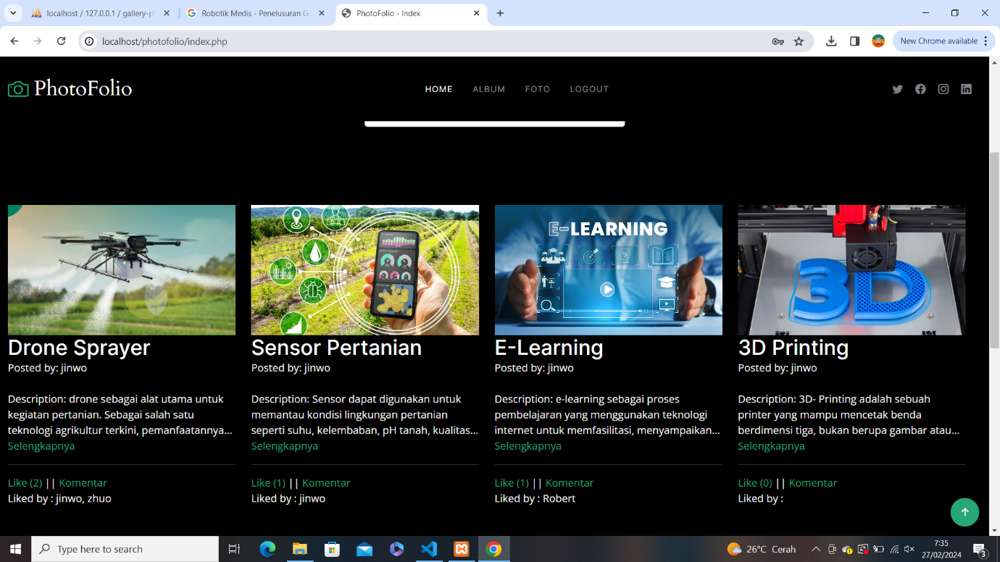 localhost / 127.0.0.1 / gallery-p
Robotik Medis - Penelusuran G
PhotoFolio - Index
localhost/photofolio/index.php
New Chrome available
PhotoFolio
HOME ALBUM FOTO LOGOUT
E-LEARNING
3D
Drone Sprayer
Posted by: jinwo
Description: drone sebagai alat utama untuk
kegiatan pertanian. Sebagai salah satu
teknologi agrikultur terkini, pemanfaatannya...
Selengkapnya
Like (2) || Komentar
Liked by : jinwo, zhuo
Sensor Pertanian
Posted by: jinwo
Description: Sensor dapat digunakan untuk
memantau kondisi lingkungan pertanian
seperti suhu, kelembaban, pH tanah, kualitas...
Selengkapnya
Like (1) || Komentar
Liked by : jinwo
E-Learning
Posted by: jinwo
Description: e-learning sebagai proses
pembelajaran yang menggunakan teknologi
internet untuk memfasilitasi, menyampaikan...
Selengkapnya
Like (1) || Komentar
Liked by : Robert
3D Printing
Posted by: jinwo
Description: 3D- Printing adalah sebuah
printer yang mampu mencetak benda
berdimensi tiga, bukan berupa gambar atau...
Selengkapnya
Like (0) || Komentar
Liked by :
Type here to search
26°C Cerah
7:35
27/02/2024
3